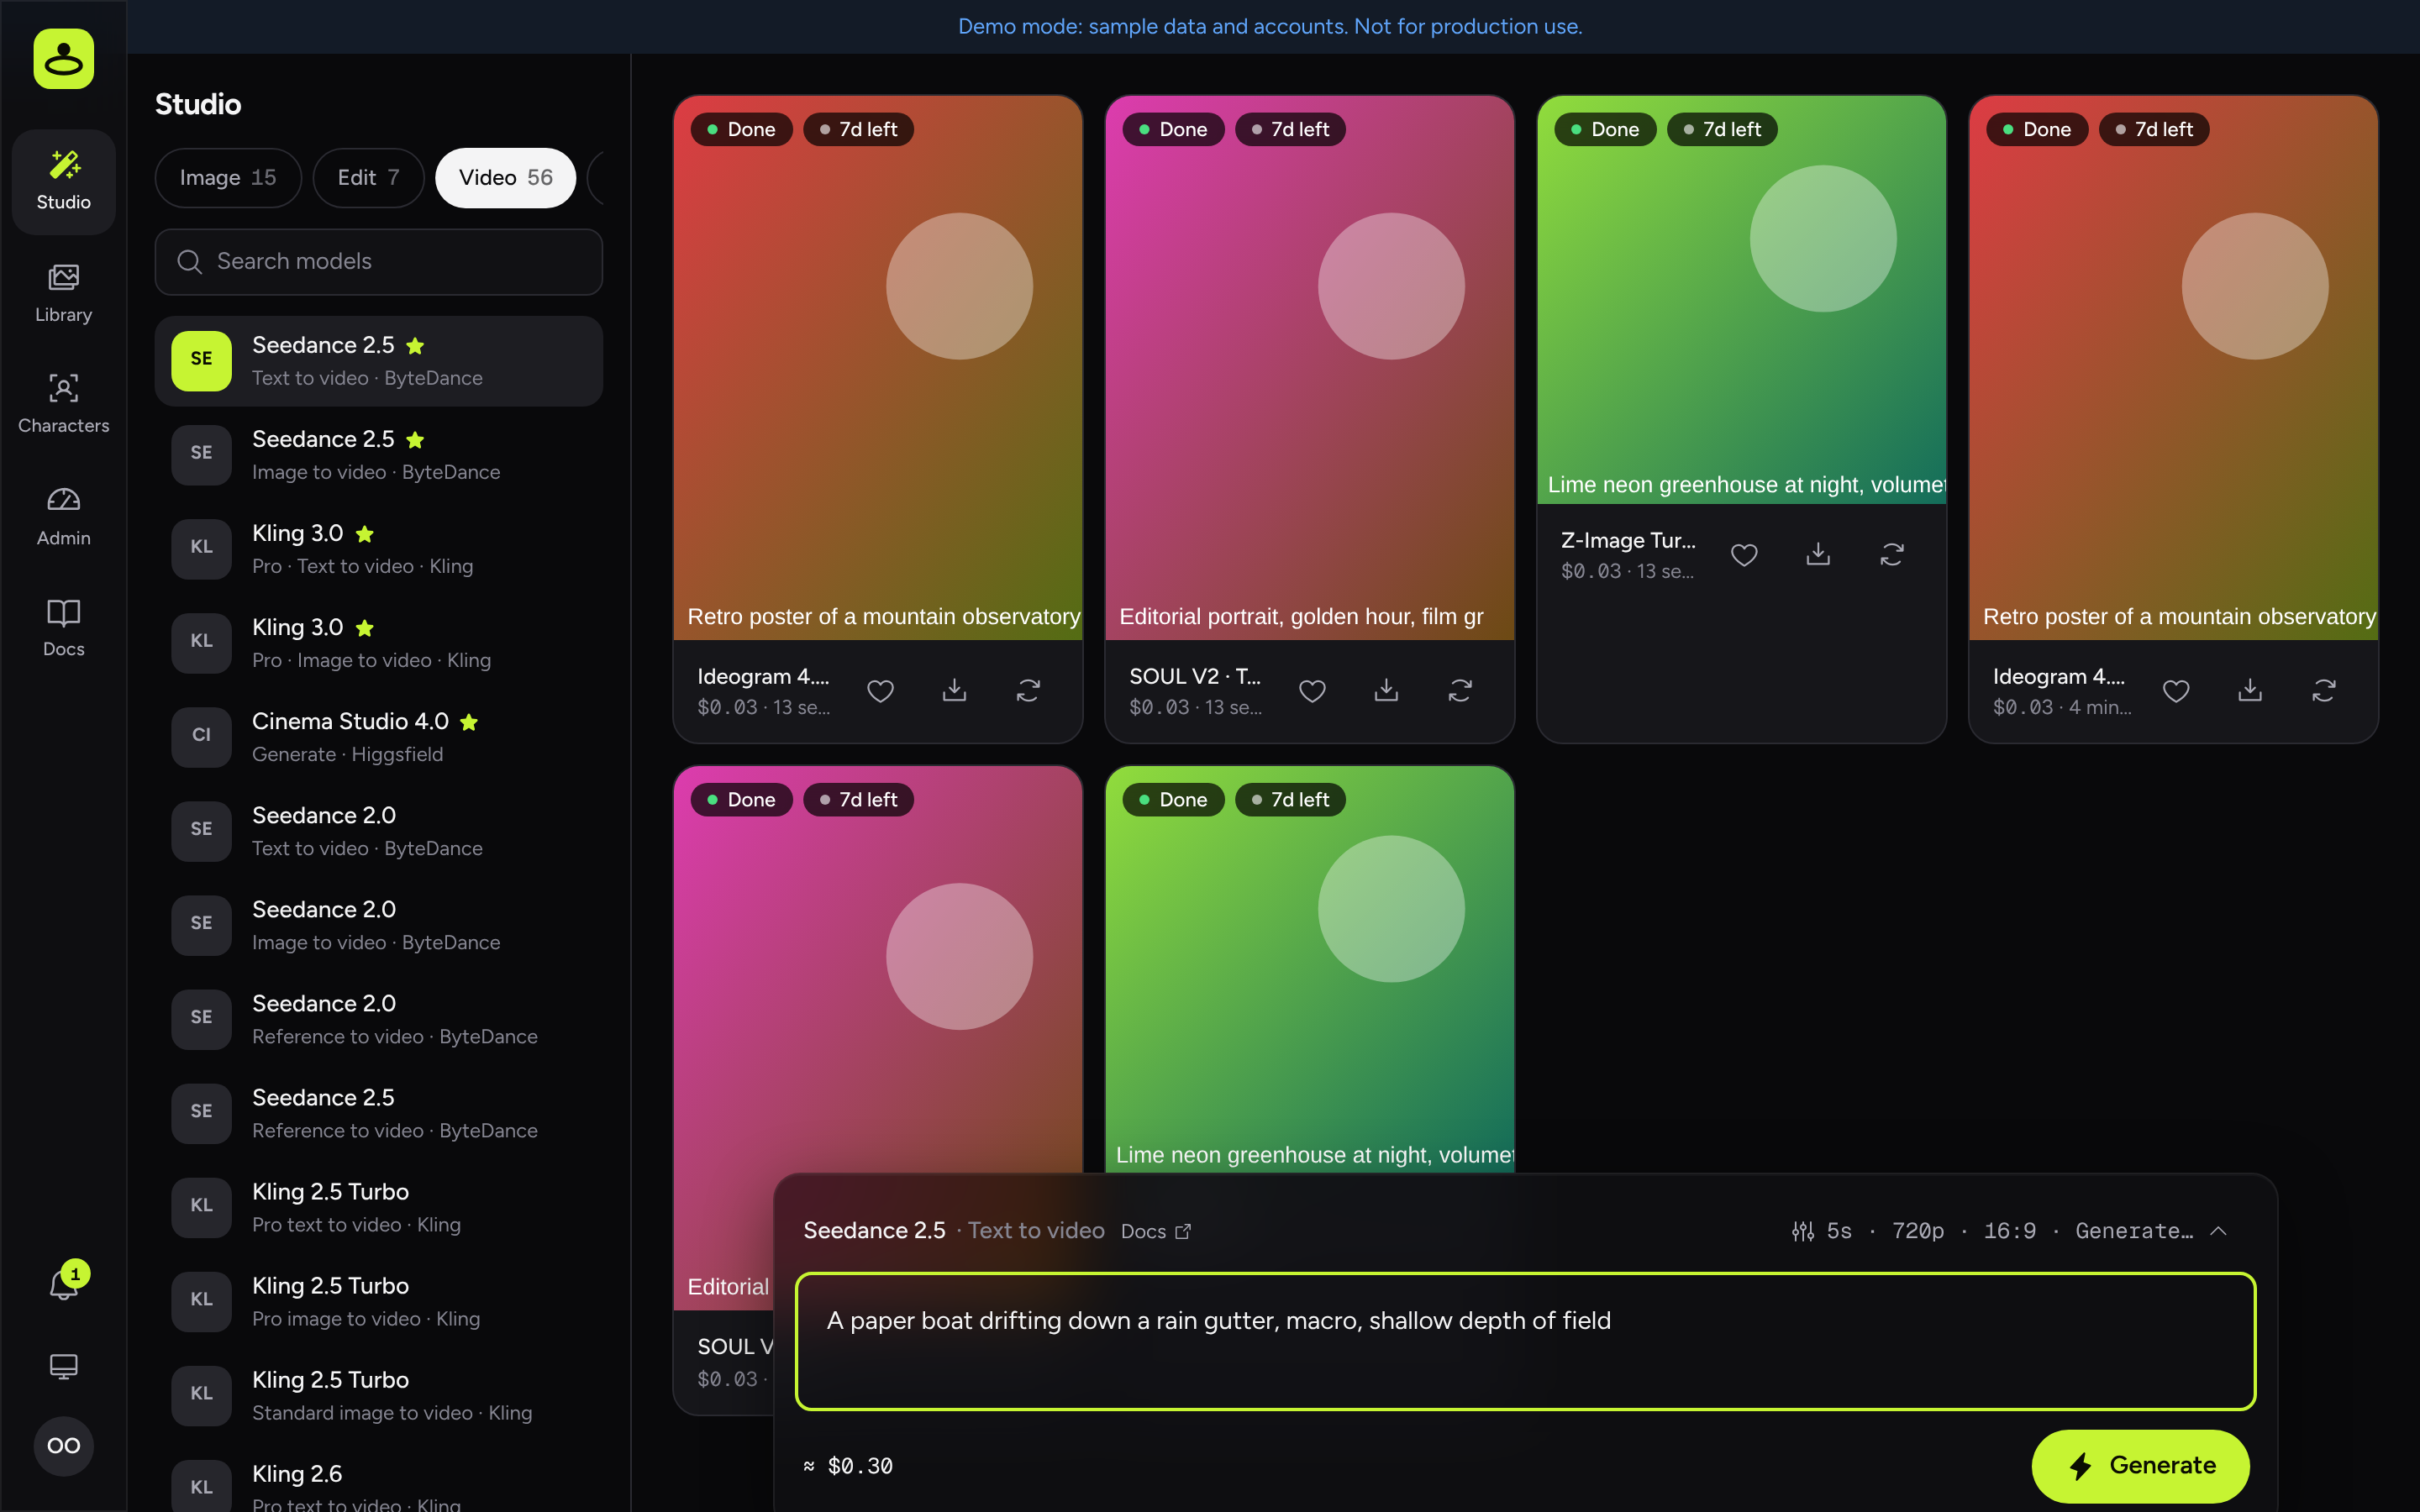 Demo mode: sample data and accounts. Not for production use.
Studio
Library
Characters
Admin
Docs
1
OO
Studio
Image 15
Edit 7
Video 56
Search models
SE
Seedance 2.5
Text to video · ByteDance
SE
Seedance 2.5
Image to video · ByteDance
KL
Kling 3.0
Pro · Text to video · Kling
KL
Kling 3.0
Pro · Image to video · Kling
CI
Cinema Studio 4.0
Generate · Higgsfield
SE
Seedance 2.0
Text to video · ByteDance
SE
Seedance 2.0
Image to video · ByteDance
SE
Seedance 2.0
Reference to video · ByteDance
SE
Seedance 2.5
Reference to video · ByteDance
KL
Kling 2.5 Turbo
Pro text to video · Kling
KL
Kling 2.5 Turbo
Pro image to video · Kling
KL
Kling 2.5 Turbo
Standard image to video · Kling
KL
Kling 2.6
Pro text to video · Kling
Done
7d left
Retro poster of a mountain observatory
Ideogram 4....
$0.03 · 13 se...
Done
7d left
Editorial portrait, golden hour, film gr
SOUL V2 · T...
$0.03 · 13 se...
Done
7d left
Lime neon greenhouse at night, volume
Z-Image Tur...
$0.03 · 13 se...
Done
7d left
Retro poster of a mountain observatory
Ideogram 4....
$0.03 · 4 min...
Done
7d left
Editorial
SOUL V
$0.03 ·
Done
7d left
Lime neon greenhouse at night, volume
Seedance 2.5 · Text to video Docs
5s · 720p · 16:9 · Generate…
A paper boat drifting down a rain gutter, macro, shallow depth of field
≈ $0.30
Generate